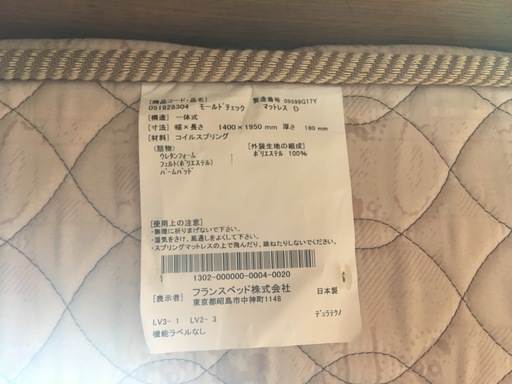 [商品コード・品名] 製造番号 09599G17Y
051928304 モールドチェック マットレス D
[構造] 一体式
[寸法] 幅×長さ 1400×1950 mm 厚さ 180 mm
[材料] コイルスプリング
(詰物) [外装生地の組成]
ウレタンフォーム ポリエステル 100%
フェルト(ポリエステル)
パームパッド
[使用上の注意]
・無理に折りまげないで下さい。
・湿気をさけ、風通しをよくして下さい。
・スプリングマットレスの上で飛んだり、跳ねたりしないでください。
1302-000000-0004-0020
[表示者] フランスベッド株式会社 日本製
東京都昭島市中神町1148
デュラテクノ
LV3- 1 LV2- 3
機能ラベルなし